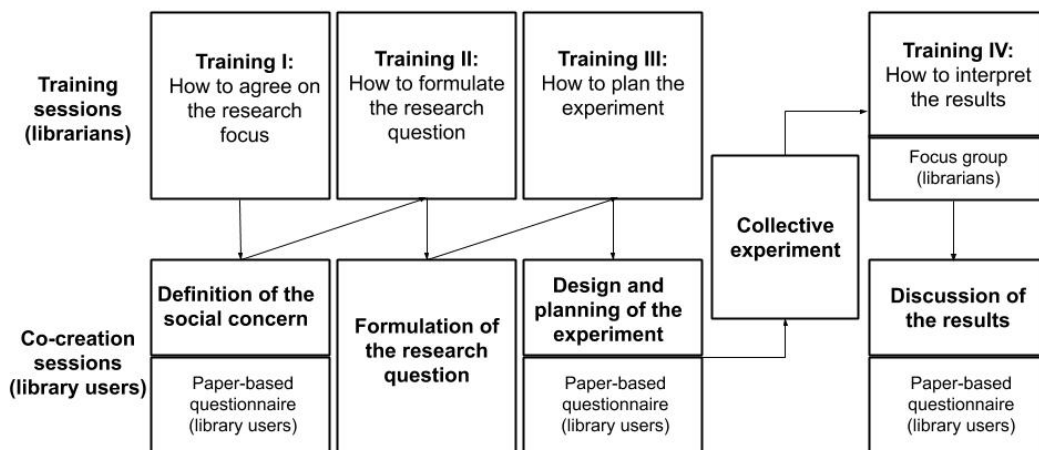 Training
sessions
(librarians)
Training I:
How to agree on
the research
focus
Training II:
How to formulate
the research
question
Training III:
How to plan the
experiment
Training IV:
How to interpret
the results
Focus group
(librarians)
Collective
experiment
Co-creation
sessions
(library users)
Definition of the
social concern
Paper-based
questionnaire
(library users)
Formulation of
the research
question
Design and
planning of the
experiment
Paper-based
questionnaire
(library users)
Discussion of
the results
Paper-based
questionnaire
(library users)